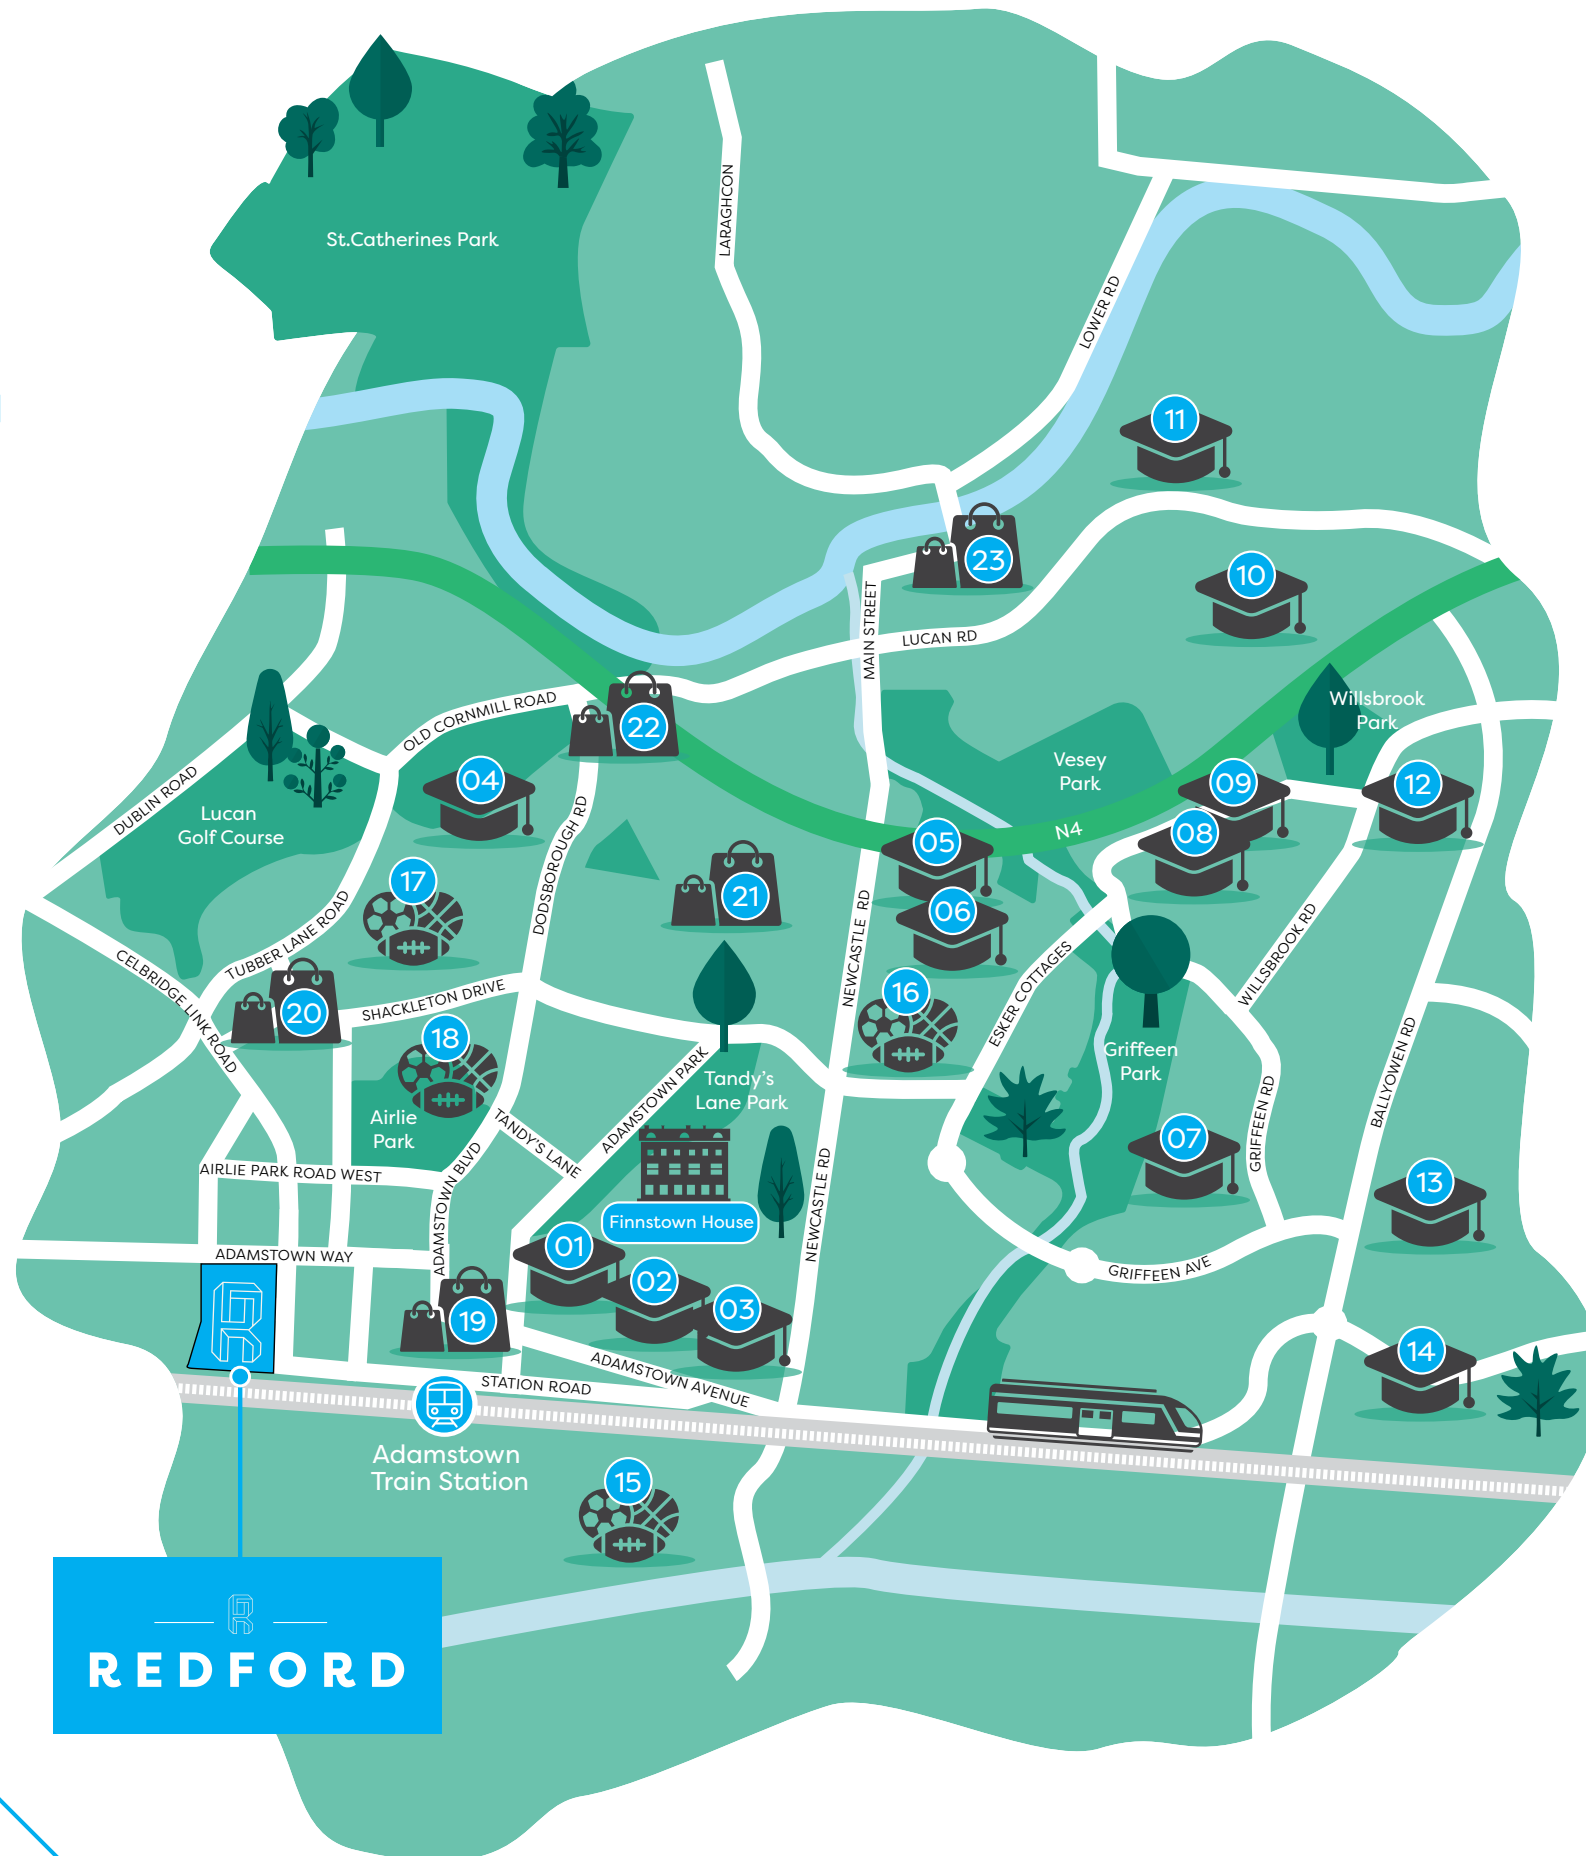 St.Catherines Park
LARAGHCON
LOWER RD
11
23
10
MAIN STREET
LUCAN RD
OLD CORNMILL ROAD
22
Willsbrook
Park
Vesey
Park
DUBLIN ROAD
Lucan
Golf Course
04
DODSBOROUGH RD
09
12
N4
08
05
17
21
06
TUBBER LANE ROAD
NEWCASTLE RD
WILLSBROOK RD
CELBRIDGE LINK ROAD
ESKER COTTAGES
20
SHACKLETON DRIVE
16
18
Griffeen
Park
BALLYOWEN RD
ADAMSTOWN PARK
Tandy's
Lane Park
Airlie
Park
TANDY'S LANE
GRIFFEEN RD
07
AIRLIE PARK ROAD WEST
ADAMSTOWN BLVD
NEWCASTLE RD
13
Finnstown House
ADAMSTOWN WAY
01
GRIFFEEN AVE
02
03
19
14
ADAMSTOWN AVENUE
STATION ROAD
Adamstown
Train Station
15
REDFORD